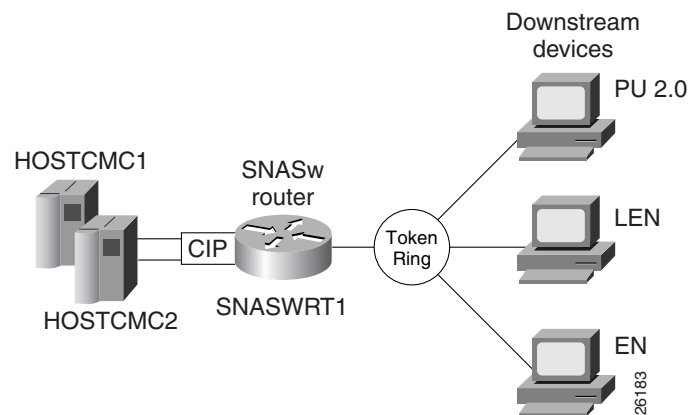 Downstream
devices
PU 2.0
HOSTCMC1
SNASw
router
CIP
Token
Ring
LEN
HOSTCMC2
SNASWRT1
EN
26183